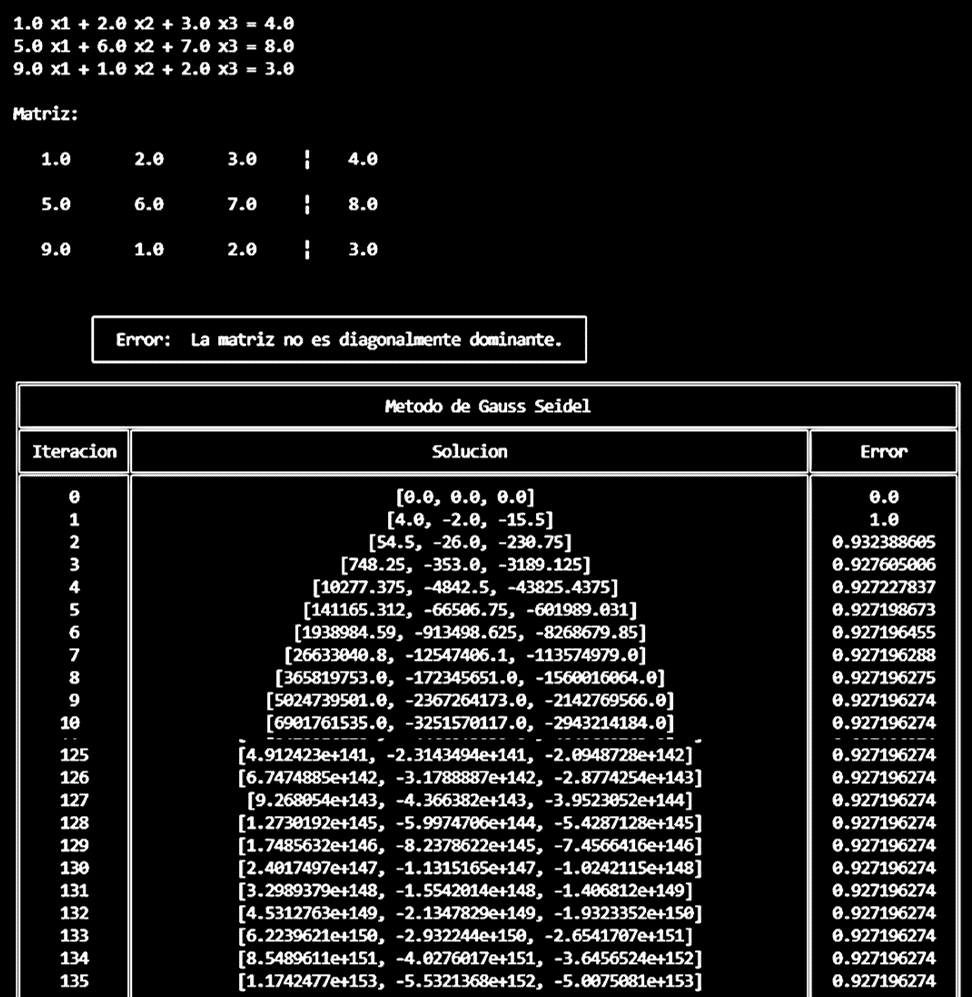 1.0 x1 + 2.0 x2 + 3.0 x3 = 4.0
5.0 x1 + 6.0 x2 + 7.0 x3 = 8.0
9.0 x1 + 1.0 x2 + 2.0 x3 = 3.0
Matriz:
1.0 2.0 3.0 ¦ 4.0
5.0 6.0 7.0 ¦ 8.0
9.0 1.0 2.0 ¦ 3.0
Error: La matriz no es diagonalmente dominante.
Metodo de Gauss Seidel
Iteracion Solucion Error
0 [0.0, 0.0, 0.0] 0.0
1 [4.0, -2.0, -15.5] 1.0
2 [54.5, -26.0, -230.75] 0.932388605
3 [748.25, -353.0, -3189.125] 0.927605006
4 [10277.375, -4842.5, -43825.4375] 0.927227837
5 [141165.312, -66506.75, -601989.031] 0.927198673
6 [1938984.59, -913498.625, -8268679.85] 0.927196455
7 [26633040.8, -12547406.1, -113574979.0] 0.927196288
8 [365819753.0, -172345651.0, -1560016064.0] 0.927196275
9 [5024739501.0, -2367264173.0, -2142769566.0] 0.927196274
10 [6901761535.0, -3251570117.0, -2943214184.0] 0.927196274
125 [4.912423e+141, -2.3143494e+141, -2.0948728e+142] 0.927196274
126 [6.7474885e+142, -3.1788887e+142, -2.8774254e+143] 0.927196274
127 [9.268054e+143, -4.366382e+143, -3.9523052e+144] 0.927196274
128 [1.2730192e+145, -5.9974706e+144, -5.4287128e+145] 0.927196274
129 [1.7485632e+146, -8.2378622e+145, -7.4566416e+146] 0.927196274
130 [2.4017497e+147, -1.1315165e+147, -1.0242115e+148] 0.927196274
131 [3.2989379e+148, -1.5542014e+148, -1.406812e+149] 0.927196274
132 [4.5312763e+149, -2.1347829e+149, -1.9323352e+150] 0.927196274
133 [6.2239621e+150, -2.932244e+150, -2.6541707e+151] 0.927196274
134 [8.5489611e+151, -4.0276017e+151, -3.6456524e+152] 0.927196274
135 [1.1742477e+153, -5.5321368e+152, -5.0075081e+153] 0.927196274